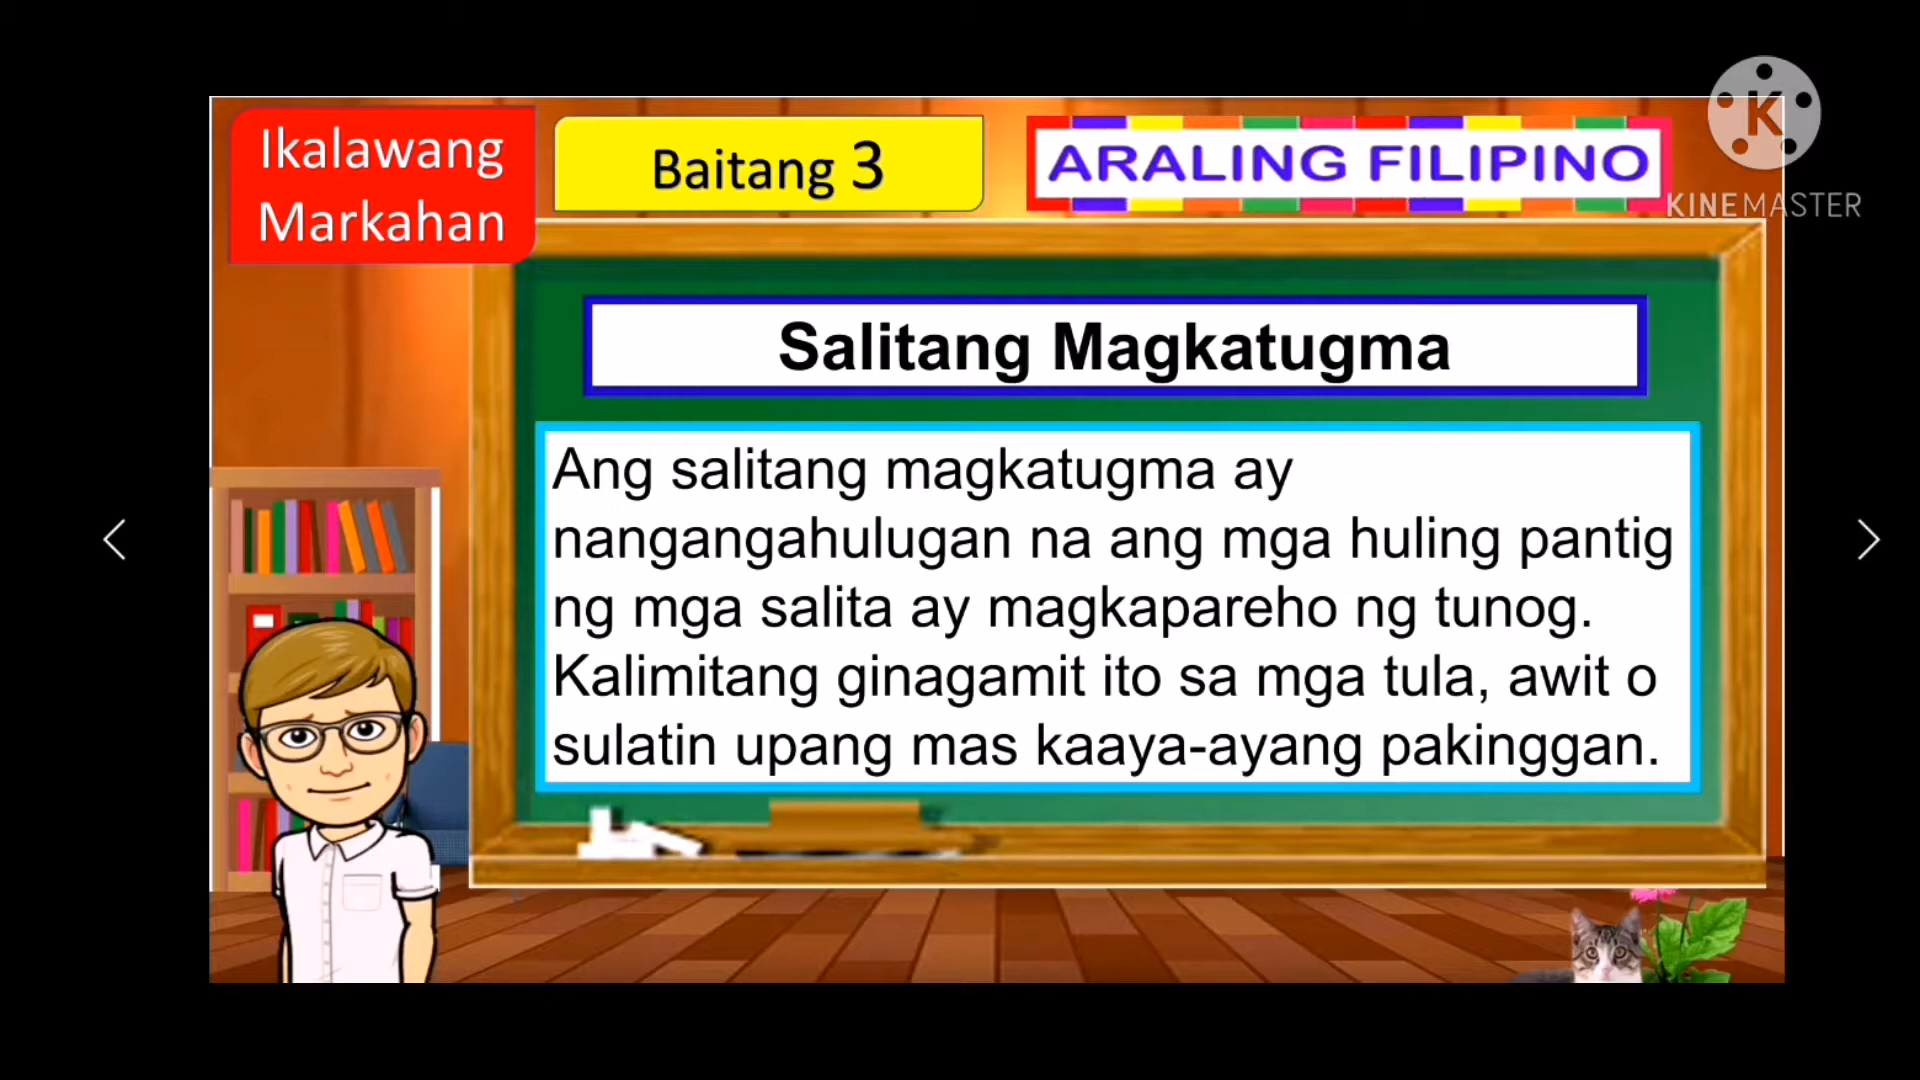 Ikalawang
Markahan
Baitang 3
ARALING FILIPINO
K
KINEMASTER
Salitang Magkatugma
Ang salitang magkatugma ay
nangangahulugan na ang mga huling pantig
ng mga salita ay magkapareho ng tunog.
Kalimitang ginagamit ito sa mga tula, awit o
sulatin upang mas kaaya-ayang pakinggan.